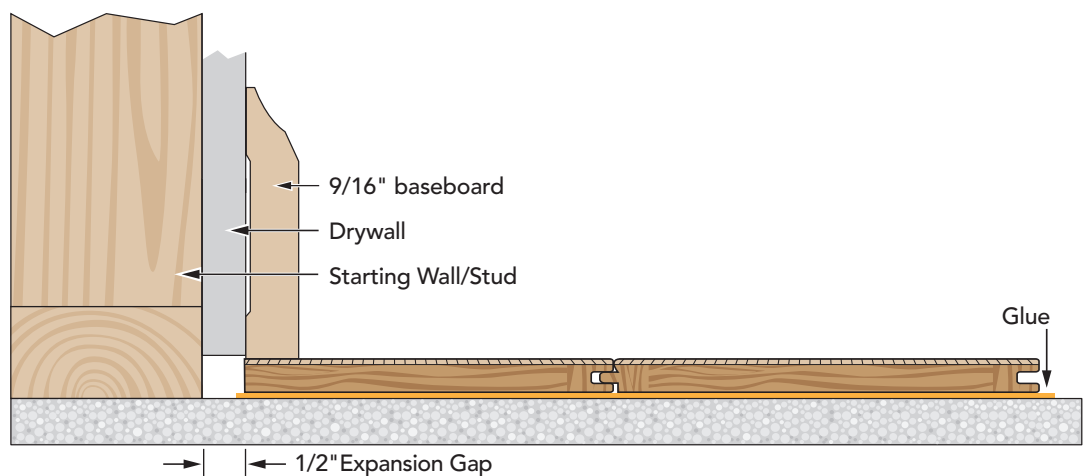 9/16" baseboard
Drywall
Starting Wall/Stud
Glue
1/2"Expansion Gap